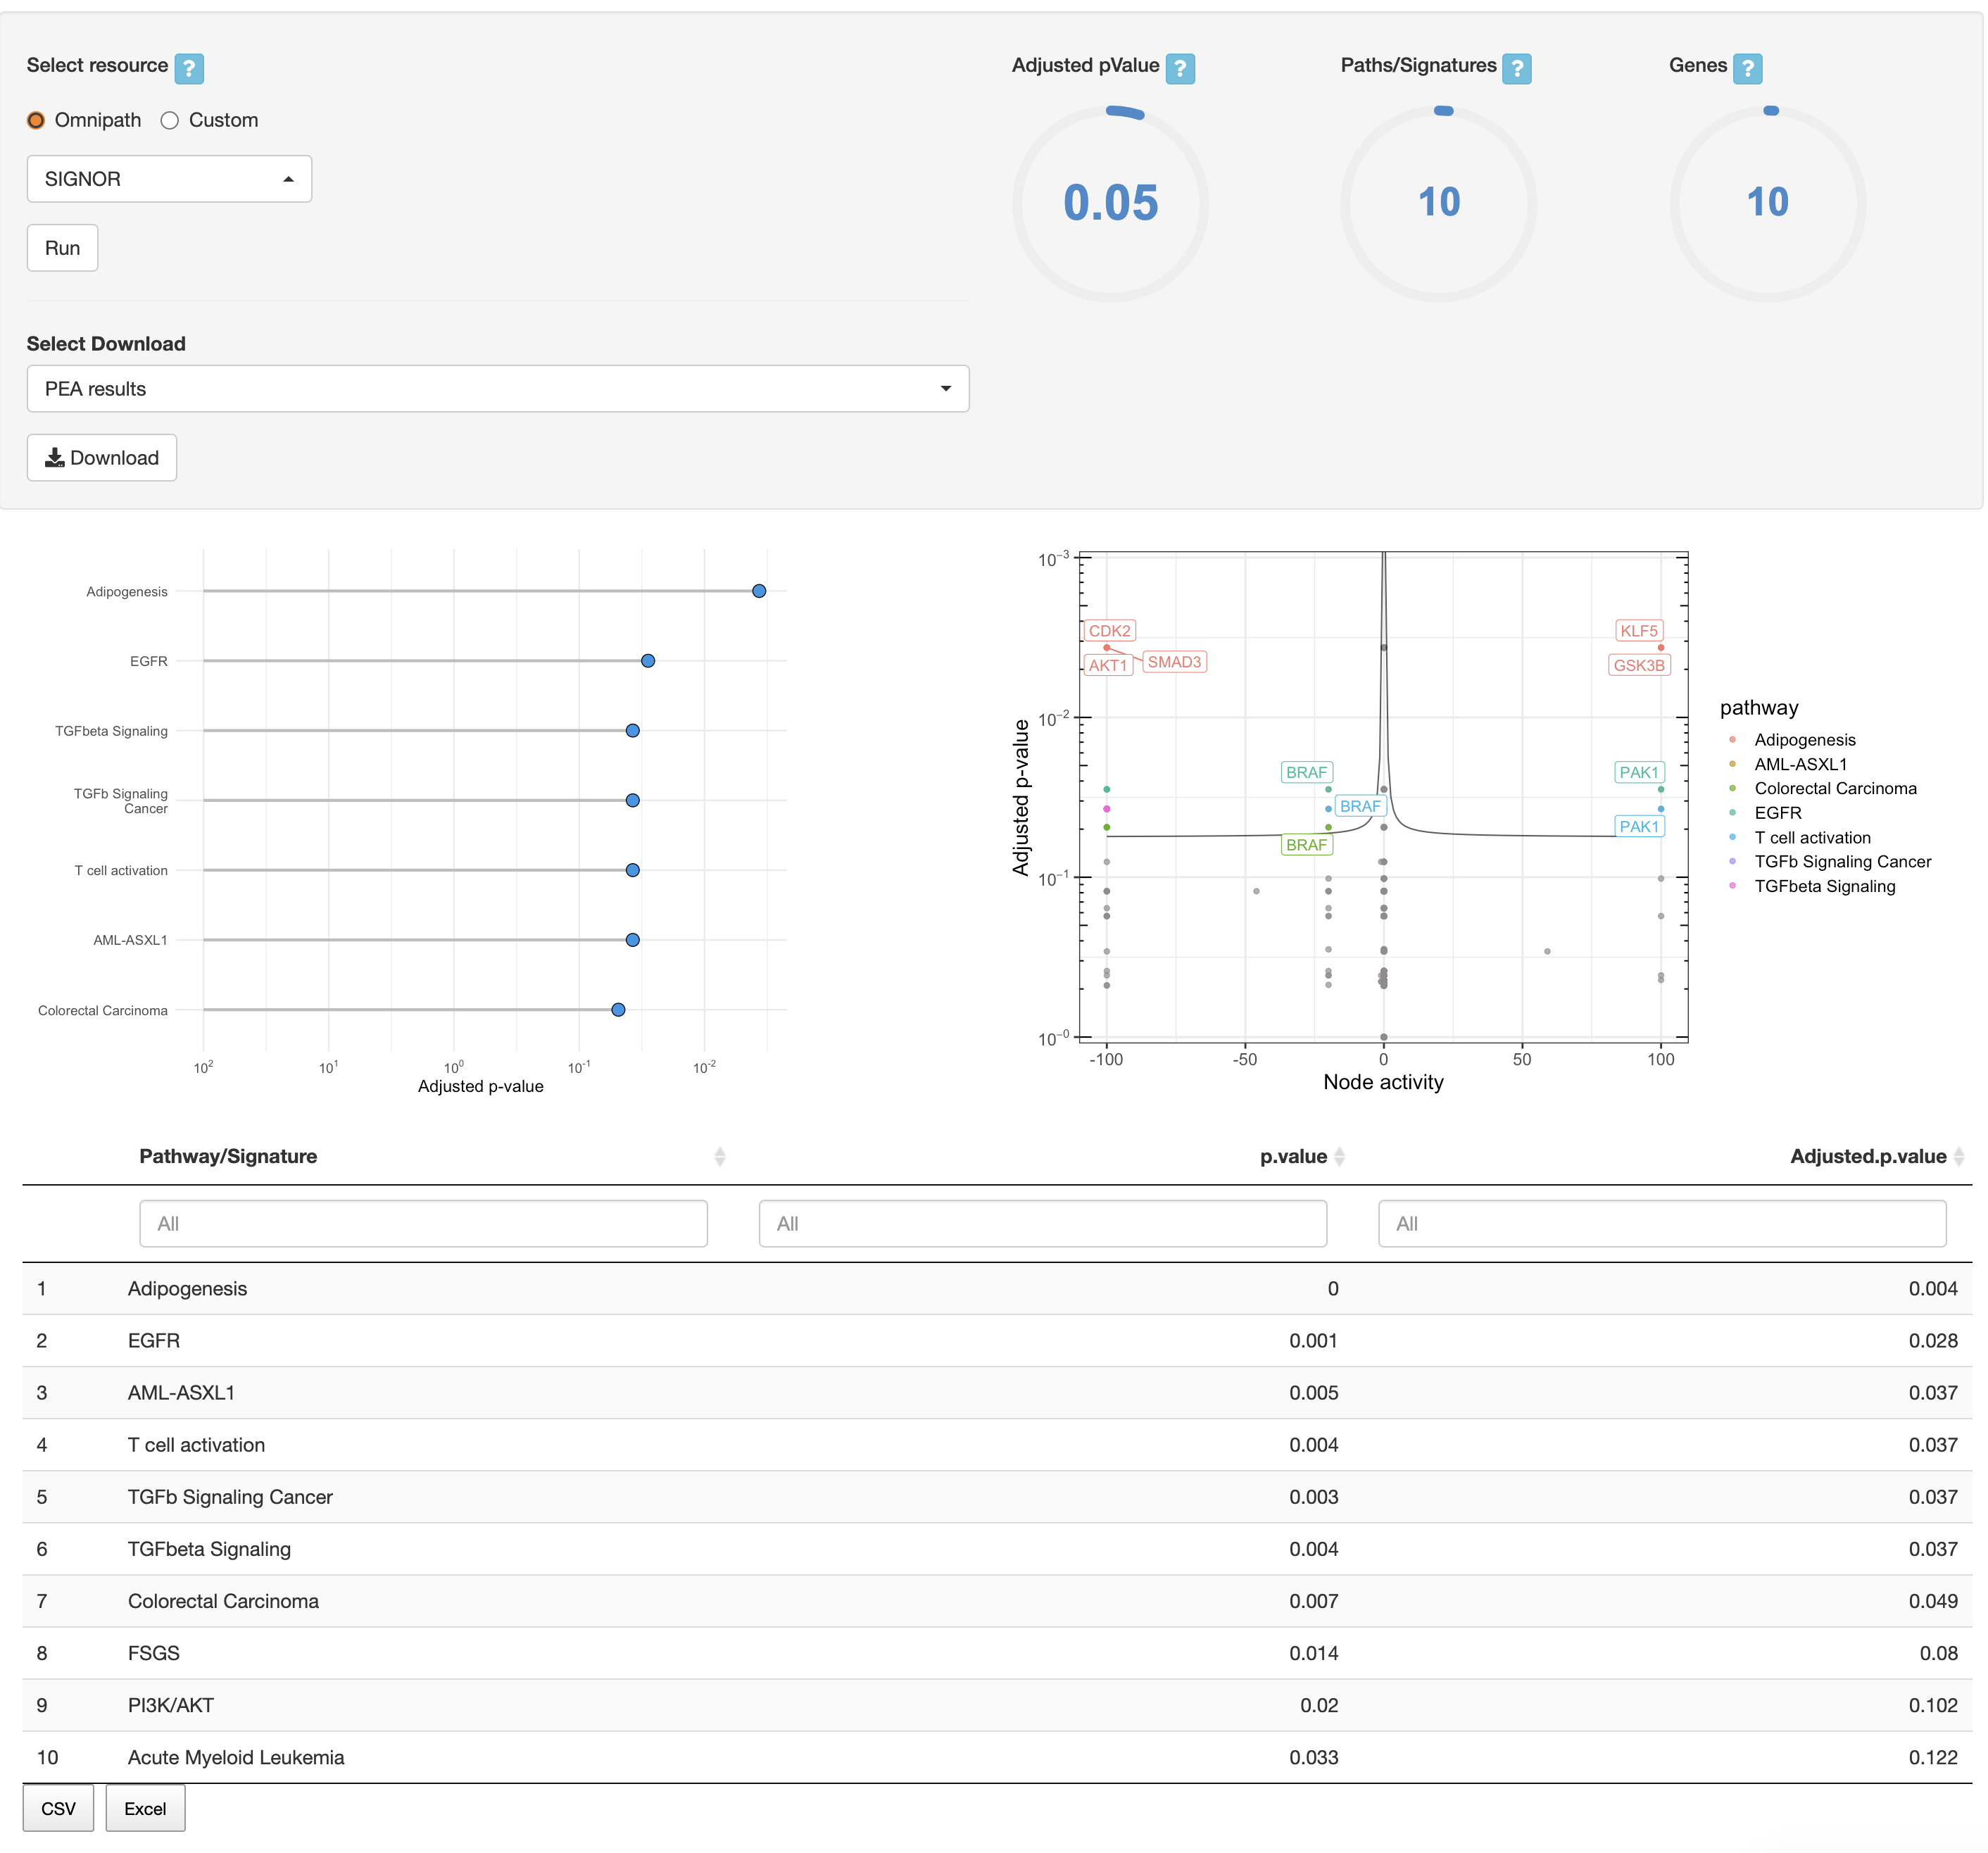 Select resource ?
Omnipath Custom
SIGNOR
Run
Select Download
PEA results
Download
Adjusted pValue ?
0.05
Paths/Signatures ?
10
Genes ?
10
Adipogenesis
EGFR
TGFbeta Signaling
TGFb Signaling
Cancer
T cell activation
AML-ASXL1
Colorectal Carcinoma
10² 10¹ 10⁰ 10⁻¹ 10⁻²
Adjusted p-value
Adjusted p-value
10⁻³
10⁻²
10⁻¹
10⁻⁰
CDK2
AKT1
SMAD3
KLF5
GSK3B
BRAF
PAK1
BRAF
PAK1
BRAF
-100 -50 0 50 100
Node activity
pathway
Adipogenesis
AML-ASXL1
Colorectal Carcinoma
EGFR
T cell activation
TGFb Signaling Cancer
TGFbeta Signaling
Pathway/Signature p.value Adjusted.p.value
All All All
1 Adipogenesis 0 0.004
2 EGFR 0.001 0.028
3 AML-ASXL1 0.005 0.037
4 T cell activation 0.004 0.037
5 TGFb Signaling Cancer 0.003 0.037
6 TGFbeta Signaling 0.004 0.037
7 Colorectal Carcinoma 0.007 0.049
8 FSGS 0.014 0.08
9 PI3K/AKT 0.02 0.102
10 Acute Myeloid Leukemia 0.033 0.122
CSV Excel